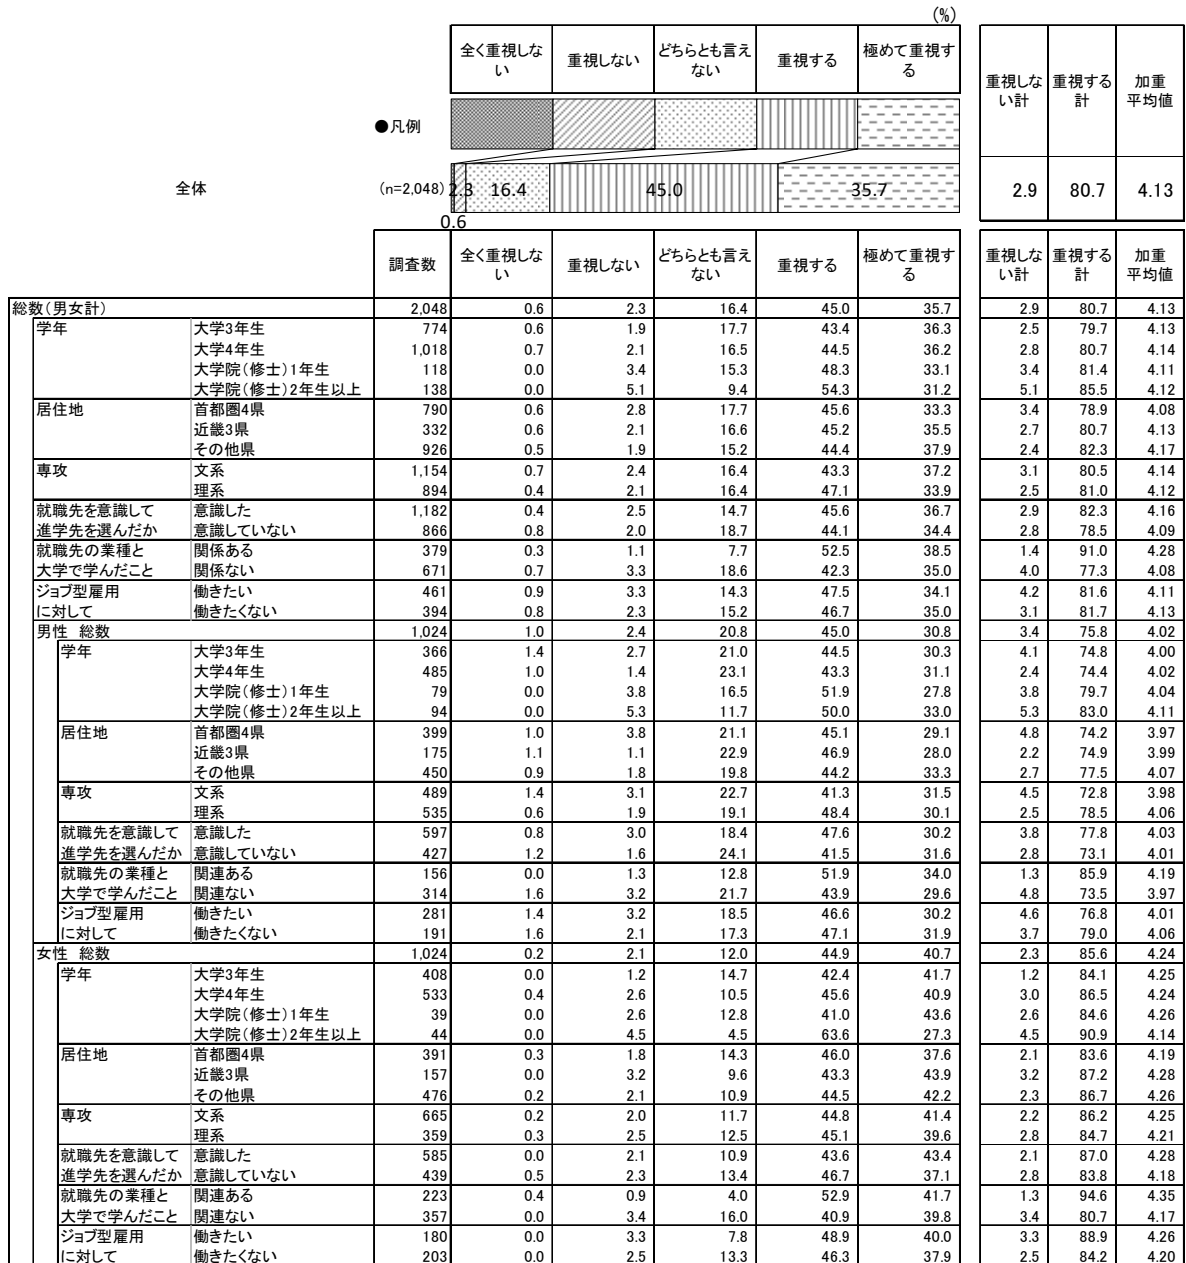 (%)
全く重視しな
い 重視しない どちらとも言え
ない 重視する 極めて重視す
る 重視しな
い計 重視する
計 加重
平均値
●凡例
全体 (n=2,048) 2.3 16.4 45.0 35.7 2.9 80.7 4.13
0.6
調査数 全く重視しな
い 重視しない どちらとも言え
ない 重視する 極めて重視す
る 重視しな
い計 重視する
計 加重
平均値
総数(男女計) 2,048 0.6 2.3 16.4 45.0 35.7 2.9 80.7 4.13
学年 大学3年生 774 0.6 1.9 17.7 43.4 36.3 2.5 79.7 4.13
大学4年生 1,018 0.7 2.1 16.5 44.5 36.2 2.8 80.7 4.14
大学院(修士)1年生 118 0.0 3.4 15.3 48.3 33.1 3.4 81.4 4.11
大学院(修士)2年生以上 138 0.0 5.1 9.4 54.3 31.2 5.1 85.5 4.12
居住地 首都圏4県 790 0.6 2.8 17.7 45.6 33.3 3.4 78.9 4.08
近畿3県 332 0.6 2.1 16.6 45.2 35.5 2.7 80.7 4.13
その他県 926 0.5 1.9 15.2 44.4 37.9 2.4 82.3 4.17
専攻 文系 1,154 0.7 2.4 16.4 43.3 37.2 3.1 80.5 4.14
理系 894 0.4 2.1 16.4 47.1 33.9 2.5 81.0 4.12
就職先を意識して 意識した 1,182 0.4 2.5 14.7 45.6 36.7 2.9 82.3 4.16
進学先を選んだか 意識していない 866 0.8 2.0 18.7 44.1 34.4 2.8 78.5 4.09
就職先の業種と 関係ある 379 0.3 1.1 7.7 52.5 38.5 1.4 91.0 4.28
大学で学んだこと 関係ない 671 0.7 3.3 18.6 42.3 35.0 4.0 77.3 4.08
ジョブ型雇用 働きたい 461 0.9 3.3 14.3 47.5 34.1 4.2 81.6 4.11
に対して 働きたくない 394 0.8 2.3 15.2 46.7 35.0 3.1 81.7 4.13
男性 総数 1,024 1.0 2.4 20.8 45.0 30.8 3.4 75.8 4.02
学年 大学3年生 366 1.4 2.7 21.0 44.5 30.3 4.1 74.8 4.00
大学4年生 485 1.0 1.4 23.1 43.3 31.1 2.4 74.4 4.02
大学院(修士)1年生 79 0.0 3.8 16.5 51.9 27.8 3.8 79.7 4.04
大学院(修士)2年生以上 94 0.0 5.3 11.7 50.0 33.0 5.3 83.0 4.11
居住地 首都圏4県 399 1.0 3.8 21.1 45.1 29.1 4.8 74.2 3.97
近畿3県 175 1.1 1.1 22.9 46.9 28.0 2.2 74.9 3.99
その他県 450 0.9 1.8 19.8 44.2 33.3 2.7 77.5 4.07
専攻 文系 489 1.4 3.1 22.7 41.3 31.5 4.5 72.8 3.98
理系 535 0.6 1.9 19.1 48.4 30.1 2.5 78.5 4.06
就職先を意識して 意識した 597 0.8 3.0 18.4 47.6 30.2 3.8 77.8 4.03
進学先を選んだか 意識していない 427 1.2 1.6 24.1 41.5 31.6 2.8 73.1 4.01
就職先の業種と 関連ある 156 0.0 1.3 12.8 51.9 34.0 1.3 85.9 4.19
大学で学んだこと 関連ない 314 1.6 3.2 21.7 43.9 29.6 4.8 73.5 3.97
ジョブ型雇用 働きたい 281 1.4 3.2 18.5 46.6 30.2 4.6 76.8 4.01
に対して 働きたくない 191 1.6 2.1 17.3 47.1 31.9 3.7 79.0 4.06
女性 総数 1,024 0.2 2.1 12.0 44.9 40.7 2.3 85.6 4.24
学年 大学3年生 408 0.0 1.2 14.7 42.4 41.7 1.2 84.1 4.25
大学4年生 533 0.4 2.6 10.5 45.6 40.9 3.0 86.5 4.24
大学院(修士)1年生 39 0.0 2.6 12.8 41.0 43.6 2.6 84.6 4.26
大学院(修士)2年生以上 44 0.0 4.5 4.5 63.6 27.3 4.5 90.9 4.14
居住地 首都圏4県 391 0.3 1.8 14.3 46.0 37.6 2.1 83.6 4.19
近畿3県 157 0.0 3.2 9.6 43.3 43.9 3.2 87.2 4.28
その他県 476 0.2 2.1 10.9 44.5 42.2 2.3 86.7 4.26
専攻 文系 665 0.2 2.0 11.7 44.8 41.4 2.2 86.2 4.25
理系 359 0.3 2.5 12.5 45.1 39.6 2.8 84.7 4.21
就職先を意識して 意識した 585 0.0 2.1 10.9 43.6 43.4 2.1 87.0 4.28
進学先を選んだか 意識していない 439 0.5 2.3 13.4 46.7 37.1 2.8 83.8 4.18
就職先の業種と 関連ある 223 0.4 0.9 4.0 52.9 41.7 1.3 94.6 4.35
大学で学んだこと 関連ない 357 0.0 3.4 16.0 40.9 39.8 3.4 80.7 4.17
ジョブ型雇用 働きたい 180 0.0 3.3 7.8 48.9 40.0 3.3 88.9 4.26
に対して 働きたくない 203 0.0 2.5 13.3 46.3 37.9 2.5 84.2 4.20